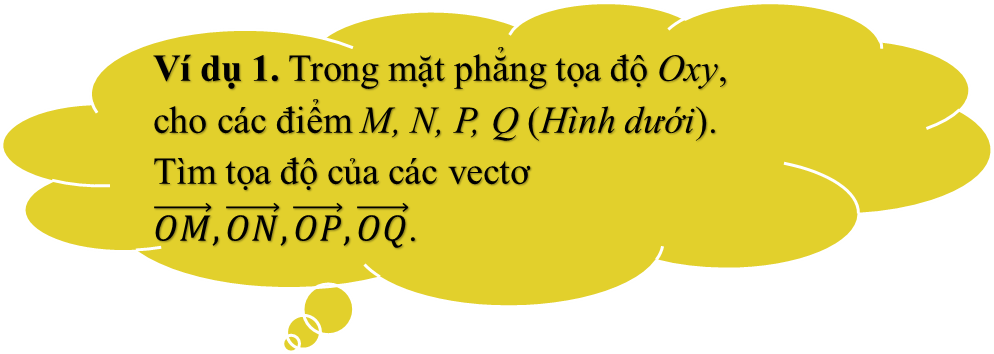 Ví dụ 1. Trong mặt phẳng tọa độ Oxy,
cho các điểm M, N, P, Q (Hình dưới).
Tìm tọa độ của các vectơ
$\overrightarrow{OM}, \overrightarrow{ON}, \overrightarrow{OP}, \overrightarrow{OQ}$.